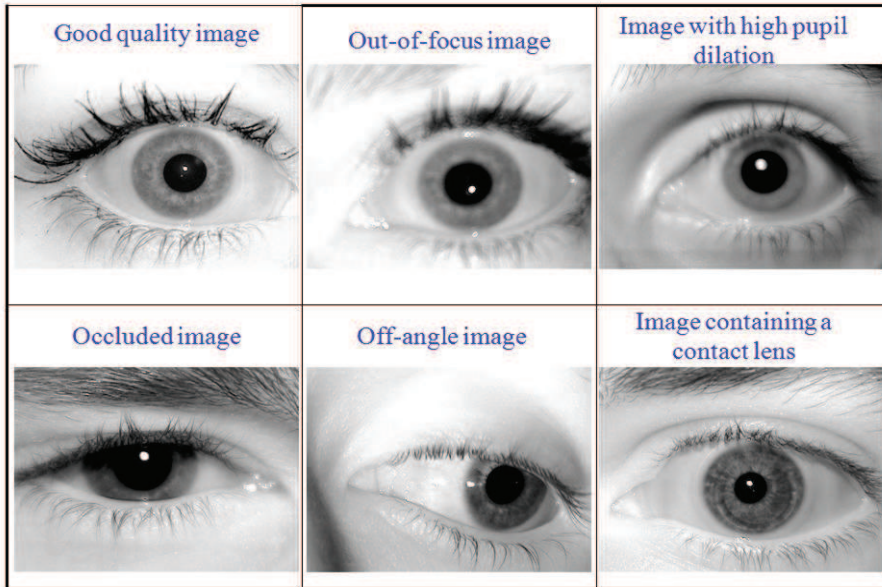 Good quality image
Out-of-focus image
Image with high pupil
dilation
Occluded image
Off-angle image
Image containing a
contact lens